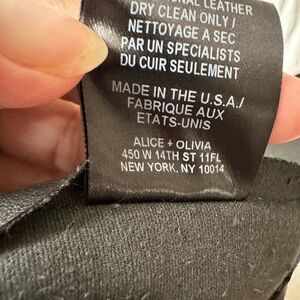 LEATHER
DRY CLEAN ONLY /
NETTOYAGE A SEC
PAR UN SPECIALISTS
DU CUIR SEULEMENT
MADE IN THE U.S.A./
FABRIQUE AUX
ETATS-UNIS
ALICE + OLIVIA
450 W 14TH ST 11FL
NEW YORK, NY 10014